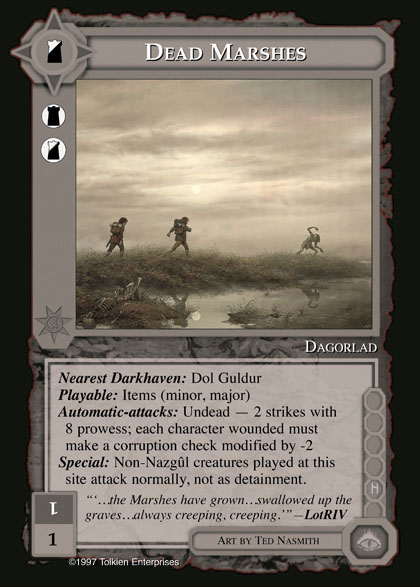 DEAD MARSHES
DAGORLAD
Nearest Darkhaven: Dol Guldur
Playable: Items (minor, major)
Automatic-attacks: Undead — 2 strikes with
8 prowess; each character wounded must
make a corruption check modified by -2
Special: Non-Nazgûl creatures played at this
site attack normally, not as detainment.
“‘…the Marshes have grown…swallowed up the
graves…always creeping, creeping.’”—LotRIV
H
1
1
ART BY TED NASMITH
©1997 Tolkien Enterprises